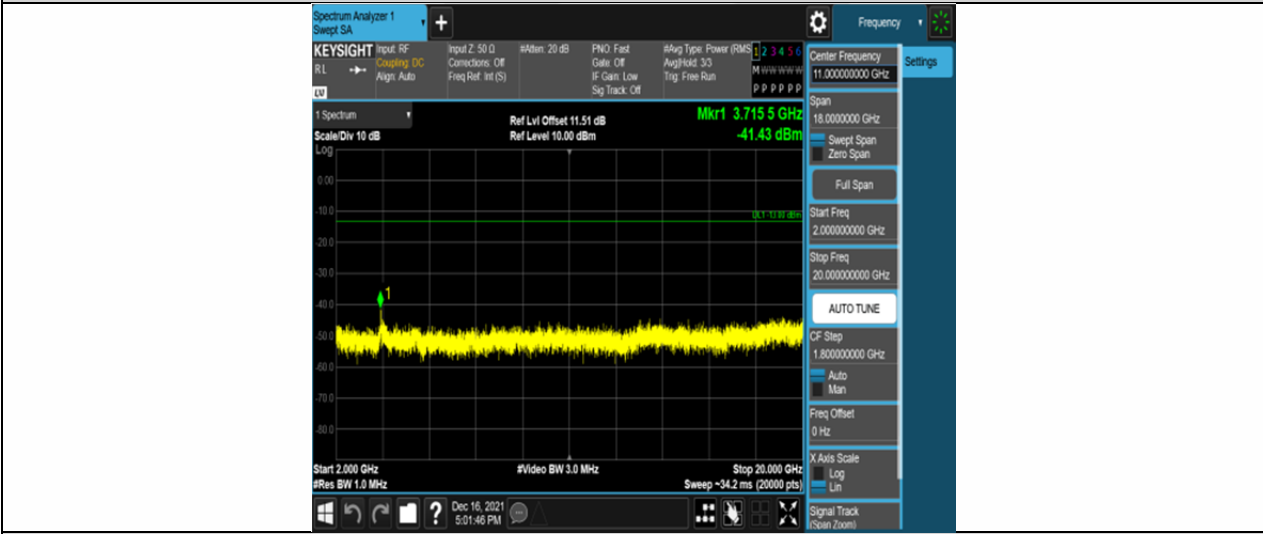 Spectrum Analyzer 1
Swept SA
+
Frequency
KEYSIGHT
RL
LV
Input: RF
Coupling: DC
Align: Auto
Input Z: 50 Ω
Corrections: Off
Freq Ref: Int (S)
#Atten: 20 dB
PNO: Fast
Gate: Off
IF Gain: Low
Sig Track: Off
#Avg Type: Power (RMS
Avg|Hold: 3/3
Trig: Free Run
1 2 3 4 5 6
M W W W W W
P P P P P P
1 Spectrum
Scale/Div 10 dB
Log
Ref Lvl Offset 11.51 dB
Ref Level 10.00 dBm
Mkr1 3.715 5 GHz
-41.43 dBm
0.00
-10.0
DL1 -13.00 dBm
-20.0
-30.0
1
-40.0
-50.0
-60.0
-70.0
-80.0
Start 2.000 GHz
#Res BW 1.0 MHz
#Video BW 3.0 MHz
Stop 20.000 GHz
Sweep ~34.2 ms (20000 pts)
?
Dec 16, 2021
5:01:46 PM
Center Frequency
11.000000000 GHz
Settings
Span
18.0000000 GHz
Swept Span
Zero Span
Full Span
Start Freq
2.000000000 GHz
Stop Freq
20.000000000 GHz
AUTO TUNE
CF Step
1.800000000 GHz
Auto
Man
Freq Offset
0 Hz
X Axis Scale
Log
Lin
Signal Track
(Span Zoom)